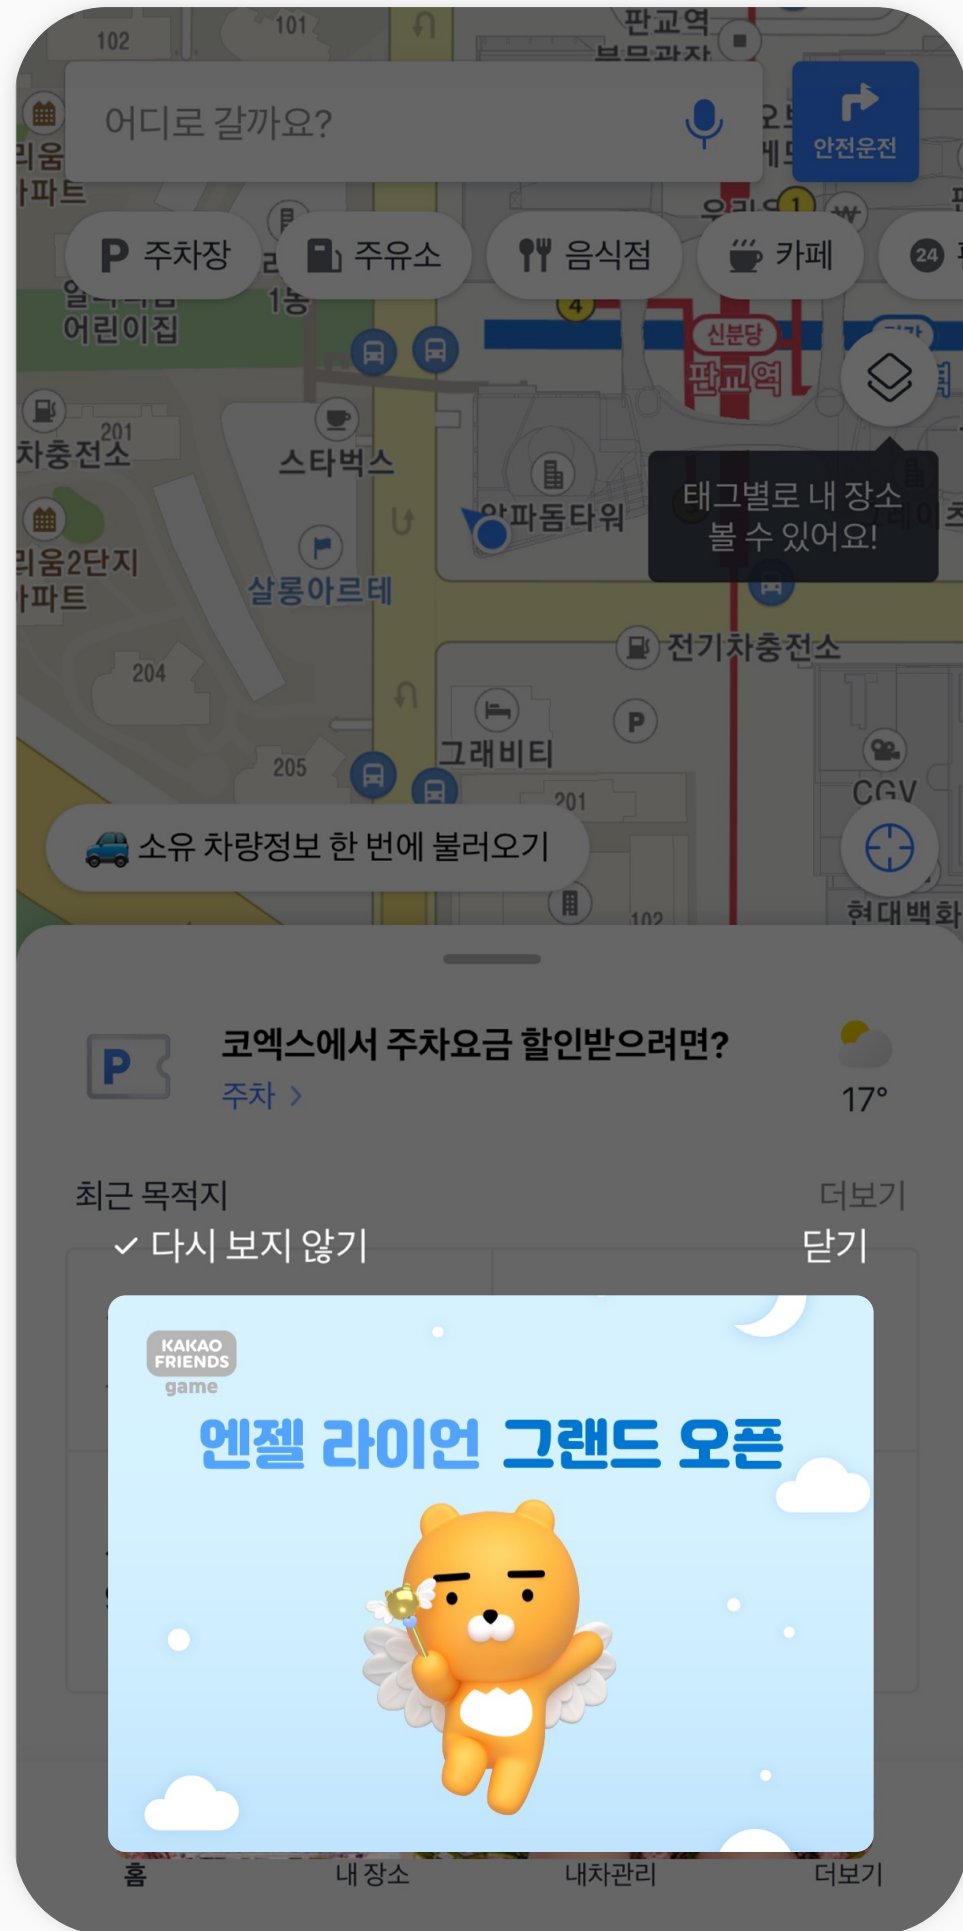 102
101
판교역
어디로 갈까요?
안전운전
1
P 주차장
주유소
음식점
카페
24
어린이집
1동
4
신분당
판교역
201
차충전소
스타벅스
알파돔타워
태그별로 내 장소
볼 수 있어요!
리움2단지
살롱아르테
전기차충전소
204
P
그래비티
205
201
CGV
소유 차량정보 한 번에 불러오기
102
현대백화
코엑스에서 주차요금 할인받으려면?
P
주차 >
17°
최근 목적지
더보기
다시 보지 않기
닫기
KAKAO
FRIENDS
game
엔젤 라이언 그랜드 오픈
홈
내 장소
내차관리
더보기